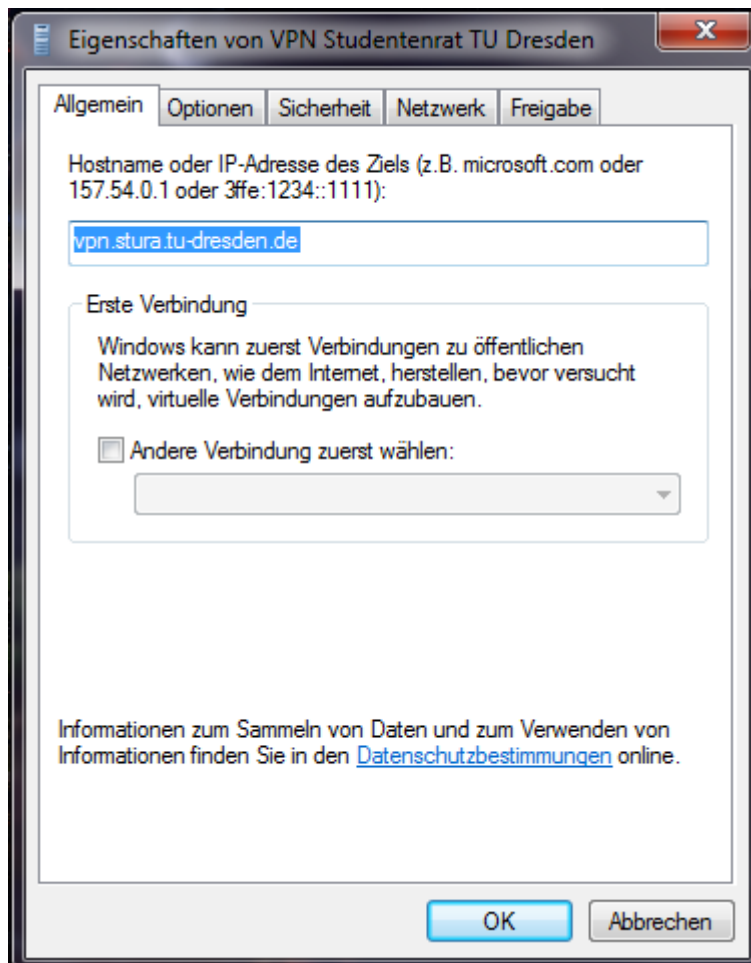 Eigenschaften von VPN Studentenrat TU Dresden
Allgemein Optionen Sicherheit Netzwerk Freigabe
Hostname oder IP-Adresse des Ziels (z.B. microsoft.com oder
157.54.0.1 oder 3ffe:1234::1111):
vpn.stura.tu-dresden.de
Erste Verbindung
Windows kann zuerst Verbindungen zu öffentlichen
Netzwerken, wie dem Internet, herstellen, bevor versucht
wird, virtuelle Verbindungen aufzubauen.
Andere Verbindung zuerst wählen:
Informationen zum Sammeln von Daten und zum Verwenden von
Informationen finden Sie in den Datenschutzbestimmungen online.
OK Abbrechen